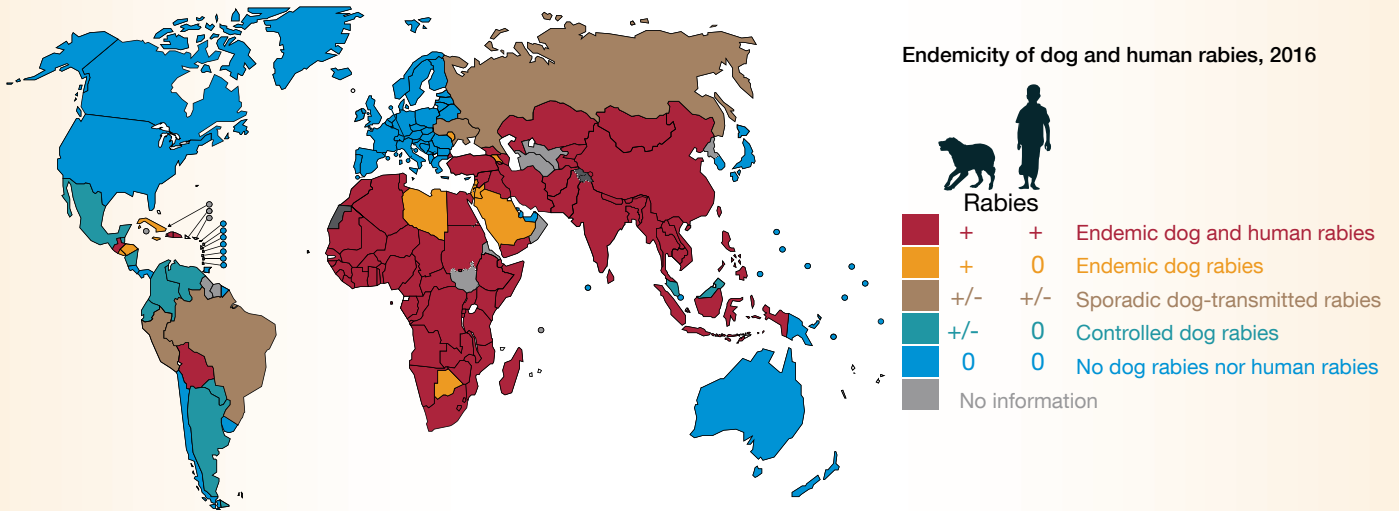 Endemicity of dog and human rabies, 2016
Rabies
+ + Endemic dog and human rabies
+ 0 Endemic dog rabies
+/- +/- Sporadic dog-transmitted rabies
+/- 0 Controlled dog rabies
0 0 No dog rabies nor human rabies
No information